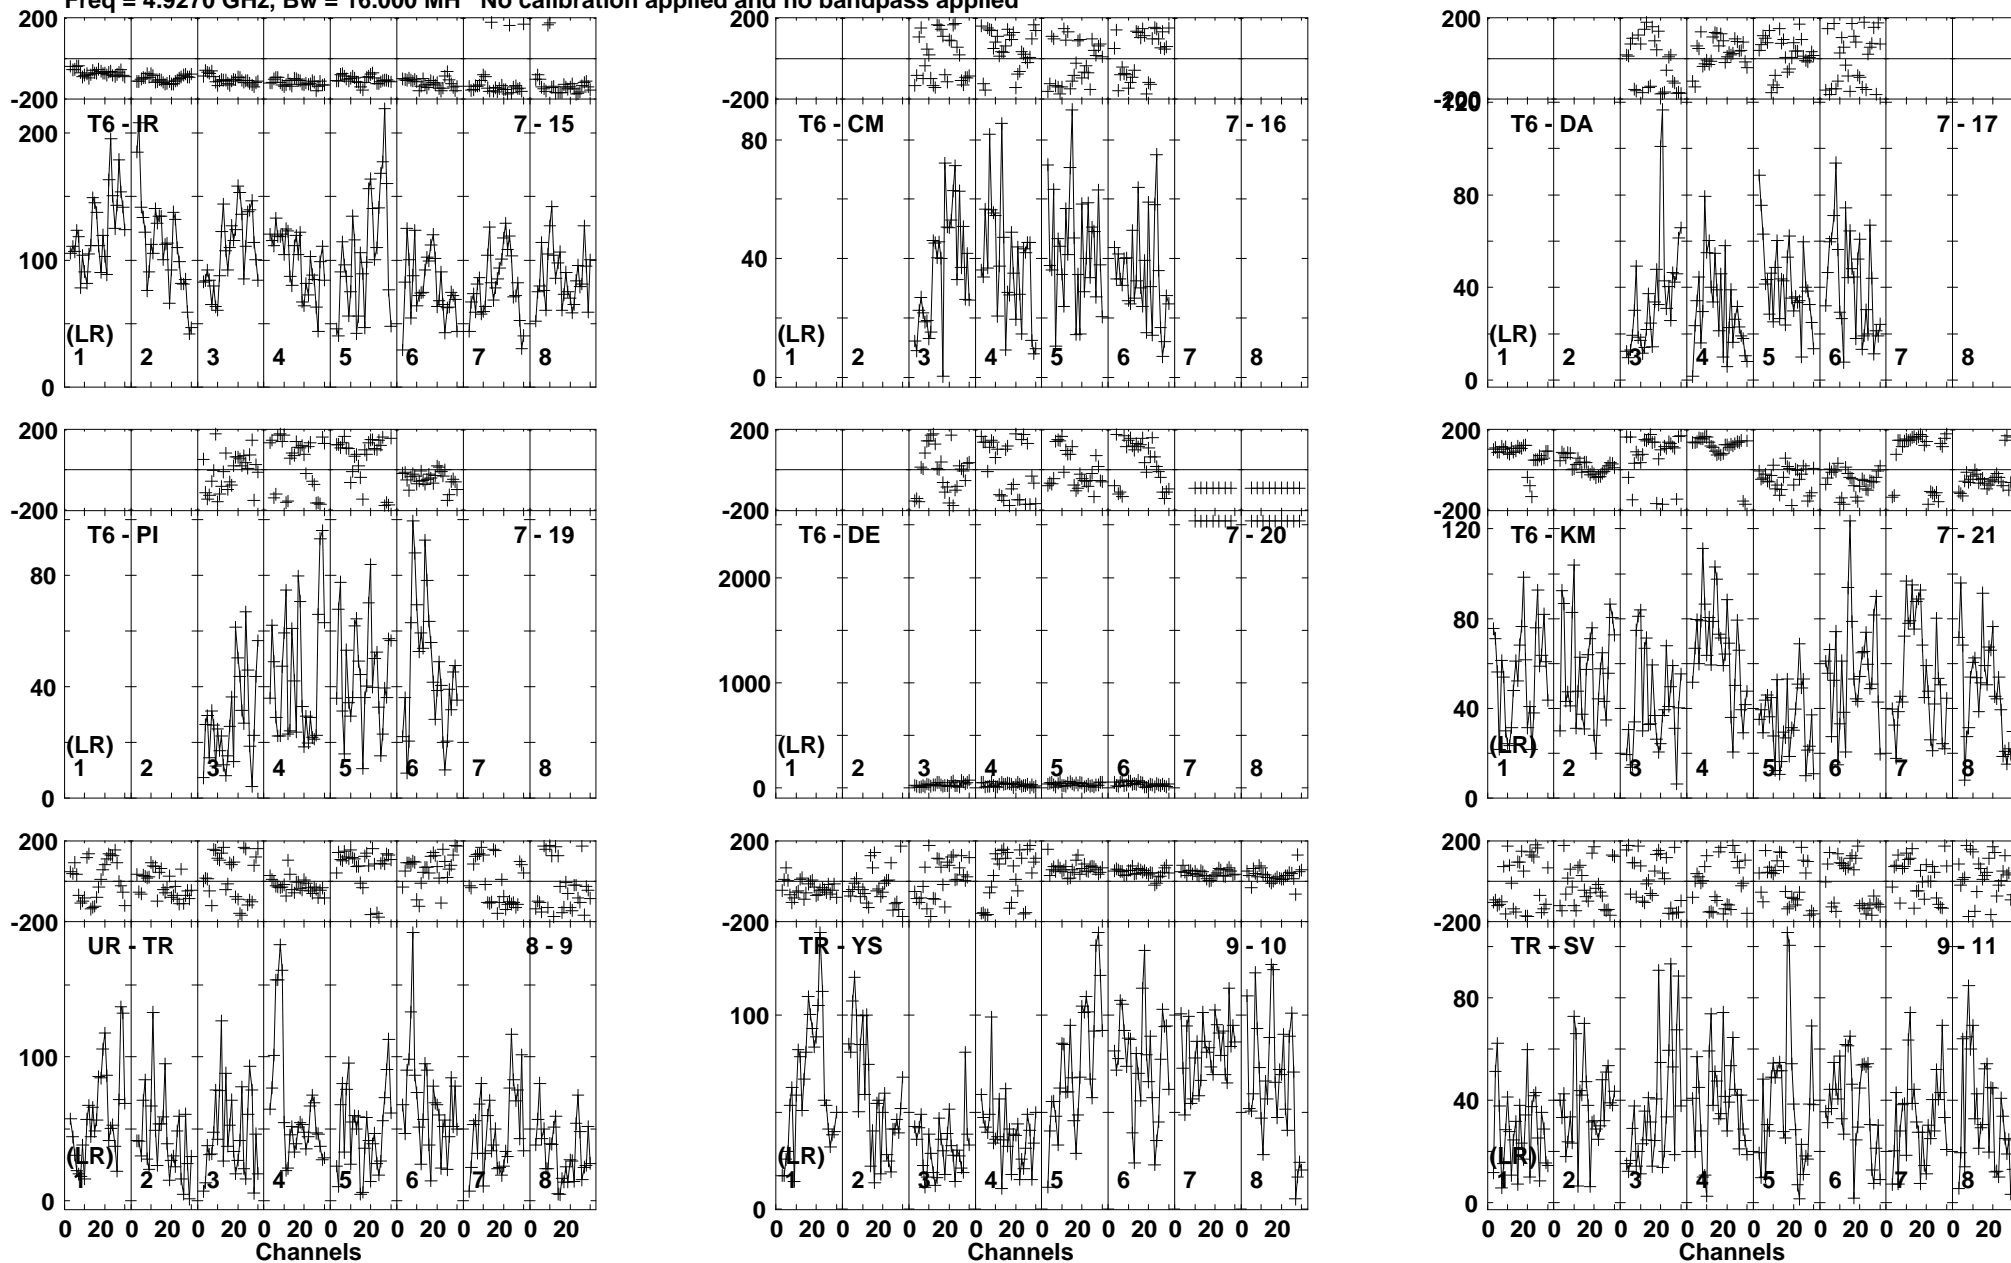 Freq = 4.9270 GHz, Bw = 16.000 MH No calibration applied and no bandpass applied
200
-200
T6 - IR
7 - 15
200
100
0
(LR)
1 2 3 4 5 6 7 8
200
-200
T6 - CM
7 - 16
80
40
0
(LR)
1 2 3 4 5 6 7 8
200
-200
120
T6 - DA
7 - 17
80
40
0
(LR)
1 2 3 4 5 6 7 8
200
-200
T6 - PI
7 - 19
80
40
0
(LR)
1 2 3 4 5 6 7 8
200
-200
T6 - DE
7 - 20
2000
1000
0
(LR)
1 2 3 4 5 6 7 8
200
-200
120
T6 - KM
7 - 21
80
40
0
(LR)
1 2 3 4 5 6 7 8
200
-200
UR - TR
8 - 9
100
0
(LR)
1 2 3 4 5 6 7 8
0 20 0 20 0 20 0 20 0 20 0 20 0 20 0 20
Channels
200
-200
TR - YS
9 - 10
100
0
(LR)
1 2 3 4 5 6 7 8
0 20 0 20 0 20 0 20 0 20 0 20 0 20 0 20
Channels
200
-200
TR - SV
9 - 11
80
40
0
(LR)
1 2 3 4 5 6 7 8
0 20 0 20 0 20 0 20 0 20 0 20 0 20 0 20
Channels